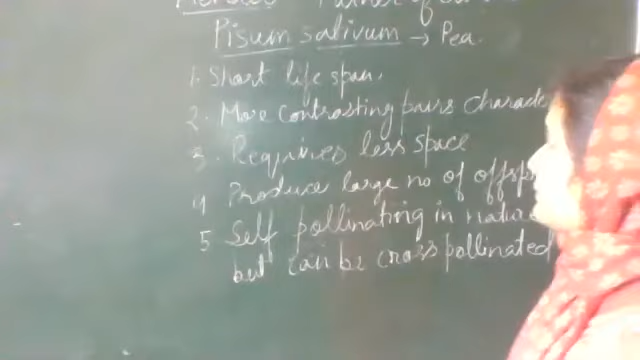 Pisum sativum → Pea
1. Short life span.
2. More contrasting pairs
3. Requires less space
4 Produce large no of
5 Self pollinating in
but can be cross pollinated